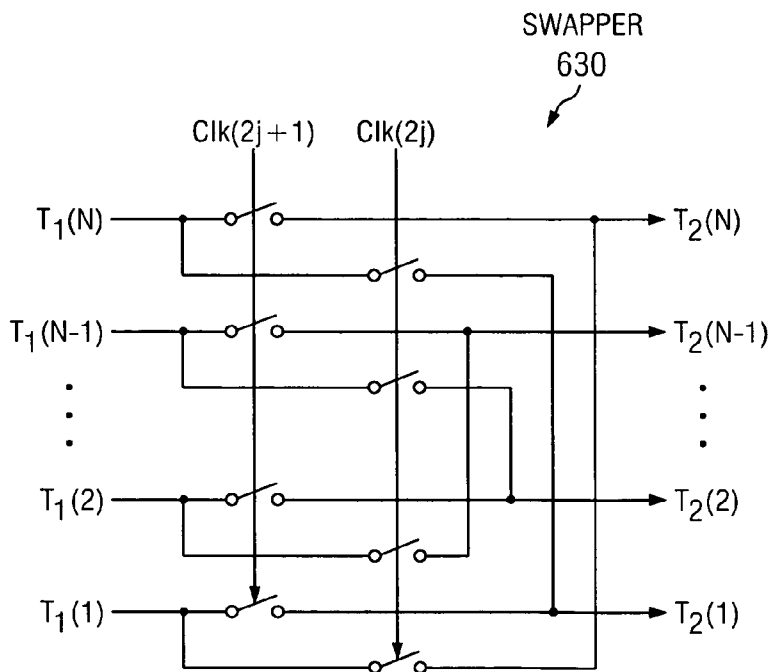 SWAPPER
630
Clk(2j+1) Clk(2j)
T1(N) T2(N)
T1(N-1) T2(N-1)
T1(2) T2(2)
T1(1) T2(1)